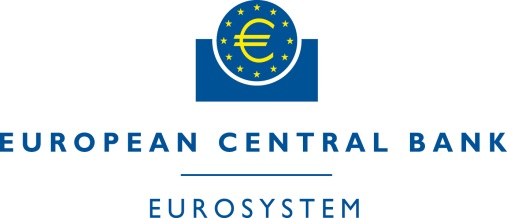 €
EUROPEAN CENTRAL BANK
EUROSYSTEM